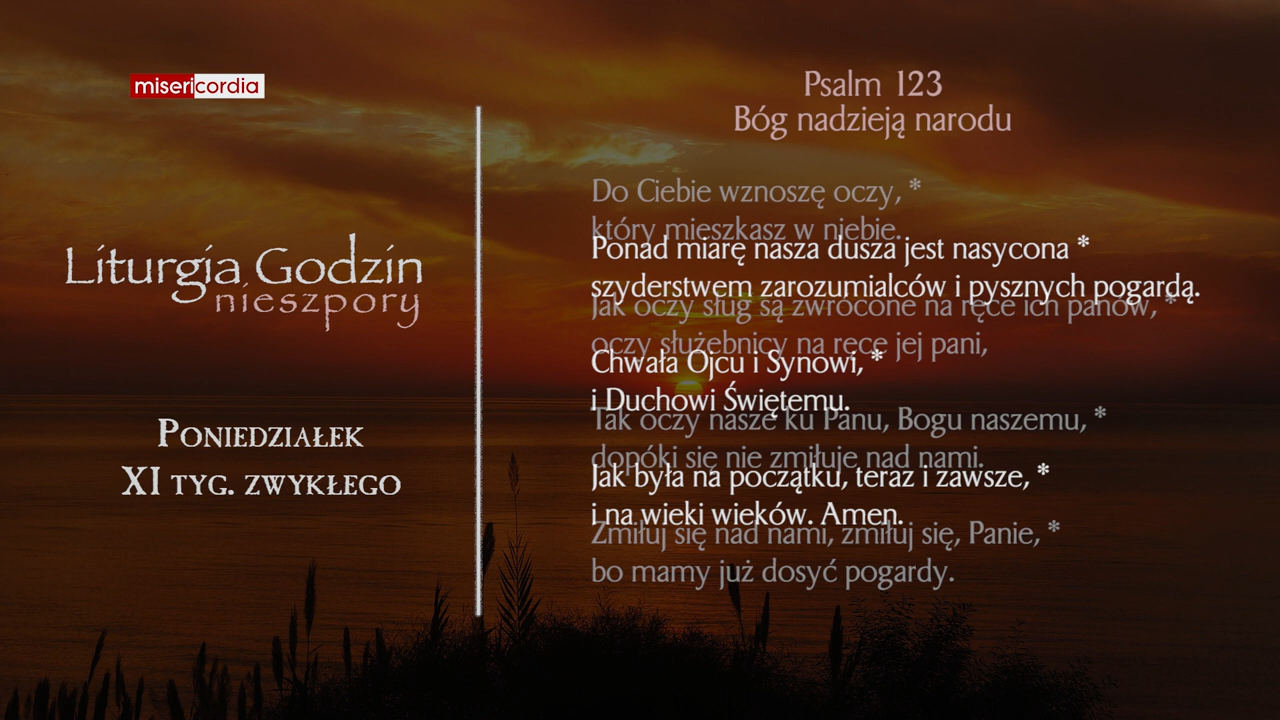 misericordia
Liturgia Godzin
nieszpory
Poniedziałek
XI tyg. zwykłego
Psalm 123
Bóg nadzieją narodu
Do Ciebie wznoszę oczy, *
który mieszkasz w niebie.
Ponad miarę nasza dusza jest nasycona *
szyderstwem zarozumialców i pysznych pogardą.
Jak oczy sług są zwrócone na ręce ich panów, *
oczy służebnicy na ręce jej pani,
Chwała Ojcu i Synowi, *
i Duchowi Świętemu.
Tak oczy nasze ku Panu, Bogu naszemu, *
dopóki się nie zmiłuje nad nami.
Jak była na początku, teraz i zawsze, *
i na wieki wieków. Amen.
Zmiłuj się nad nami, zmiłuj się, Panie, *
bo mamy już dosyć pogardy.